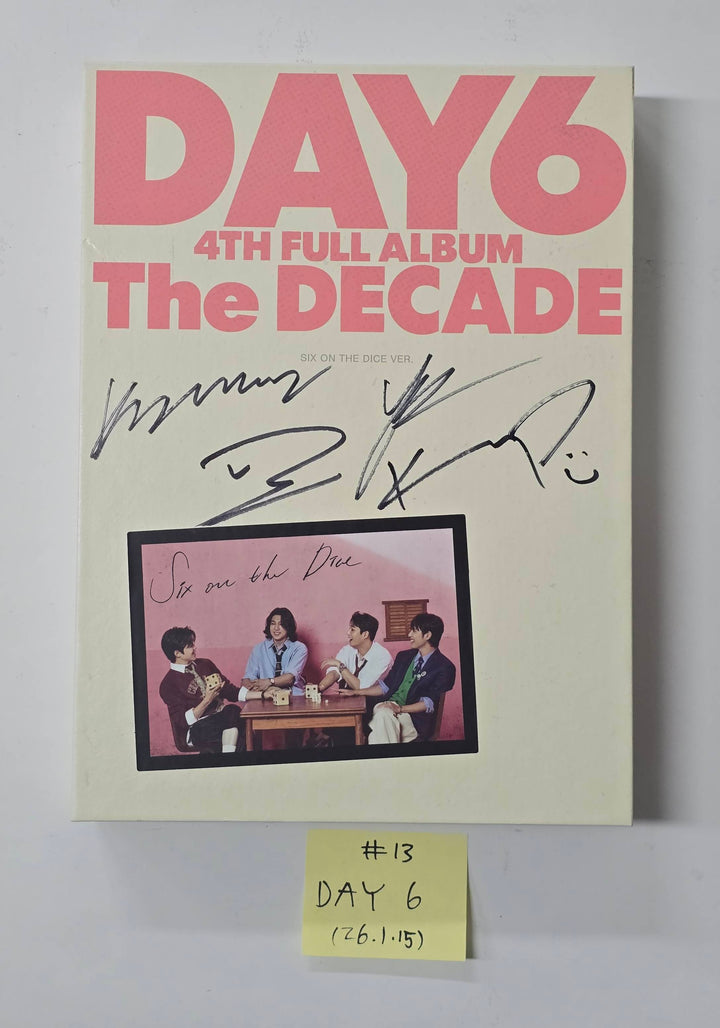 DAY6
4TH FULL ALBUM
The DECADE
SIX ON THE DICE VER.
Six on the Dice
#13
DAY 6
(26.1.15)